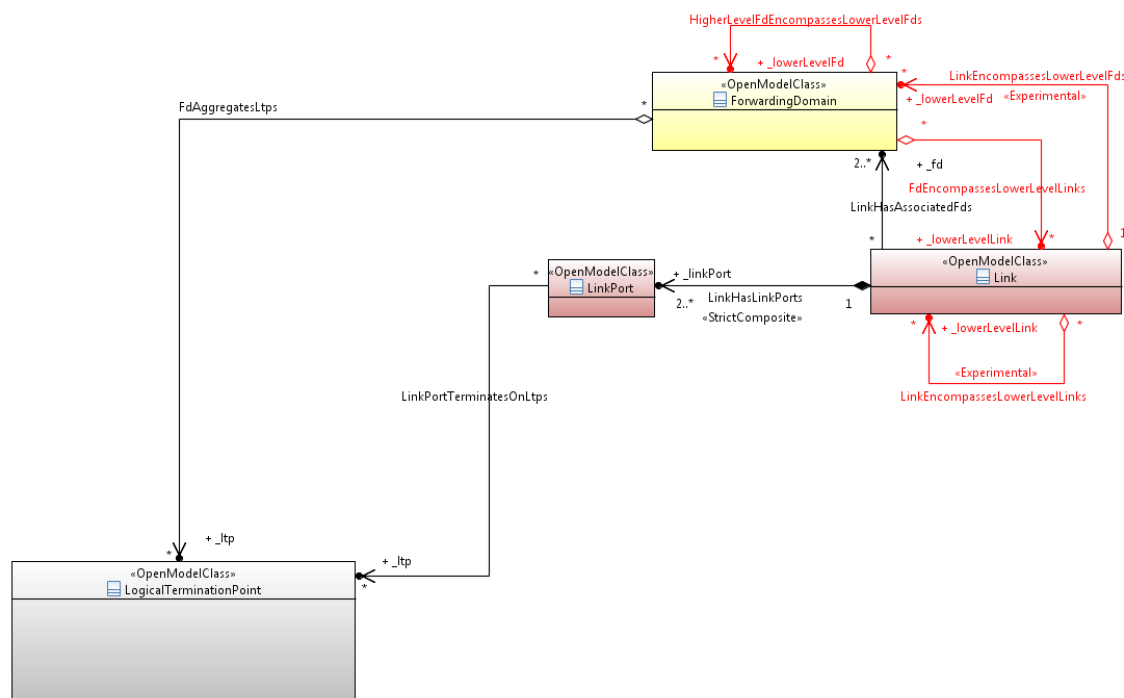 HigherLevelFdEncompassesLowerLevelFds
*
*
+ _lowerLevelFd
*
LinkEncompassesLowerLevelFds
«OpenModelClass»
ForwardingDomain
«Experimental»
+ _lowerLevelFd
FdAggregatesLtps
*
*
2..*
+ _fd
FdEncompassesLowerLevelLinks
LinkHasAssociatedFds
*
+ _lowerLevelLink
*
1
«OpenModelClass»
Link
*
«OpenModelClass»
LinkPort
+ _linkPort
2..*
LinkHasLinkPorts
1
«StrictComposite»
*
+ _lowerLevelLink
*
«Experimental»
LinkEncompassesLowerLevelLinks
LinkPortTerminatesOnLtps
*
+ _ltp
+ _ltp
*
«OpenModelClass»
LogicalTerminationPoint